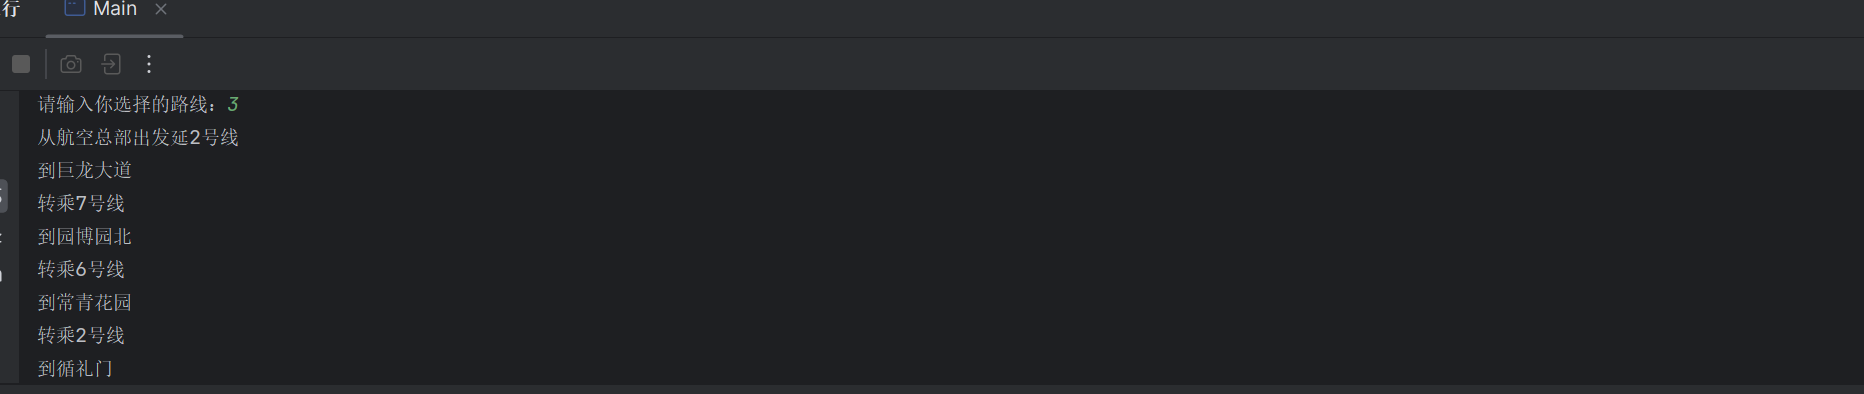 行 Main
请输入你选择的路线：3
从航空总部出发延2号线
到巨龙大道
转乘7号线
到园博园北
转乘6号线
到常青花园
转乘2号线
到循礼门